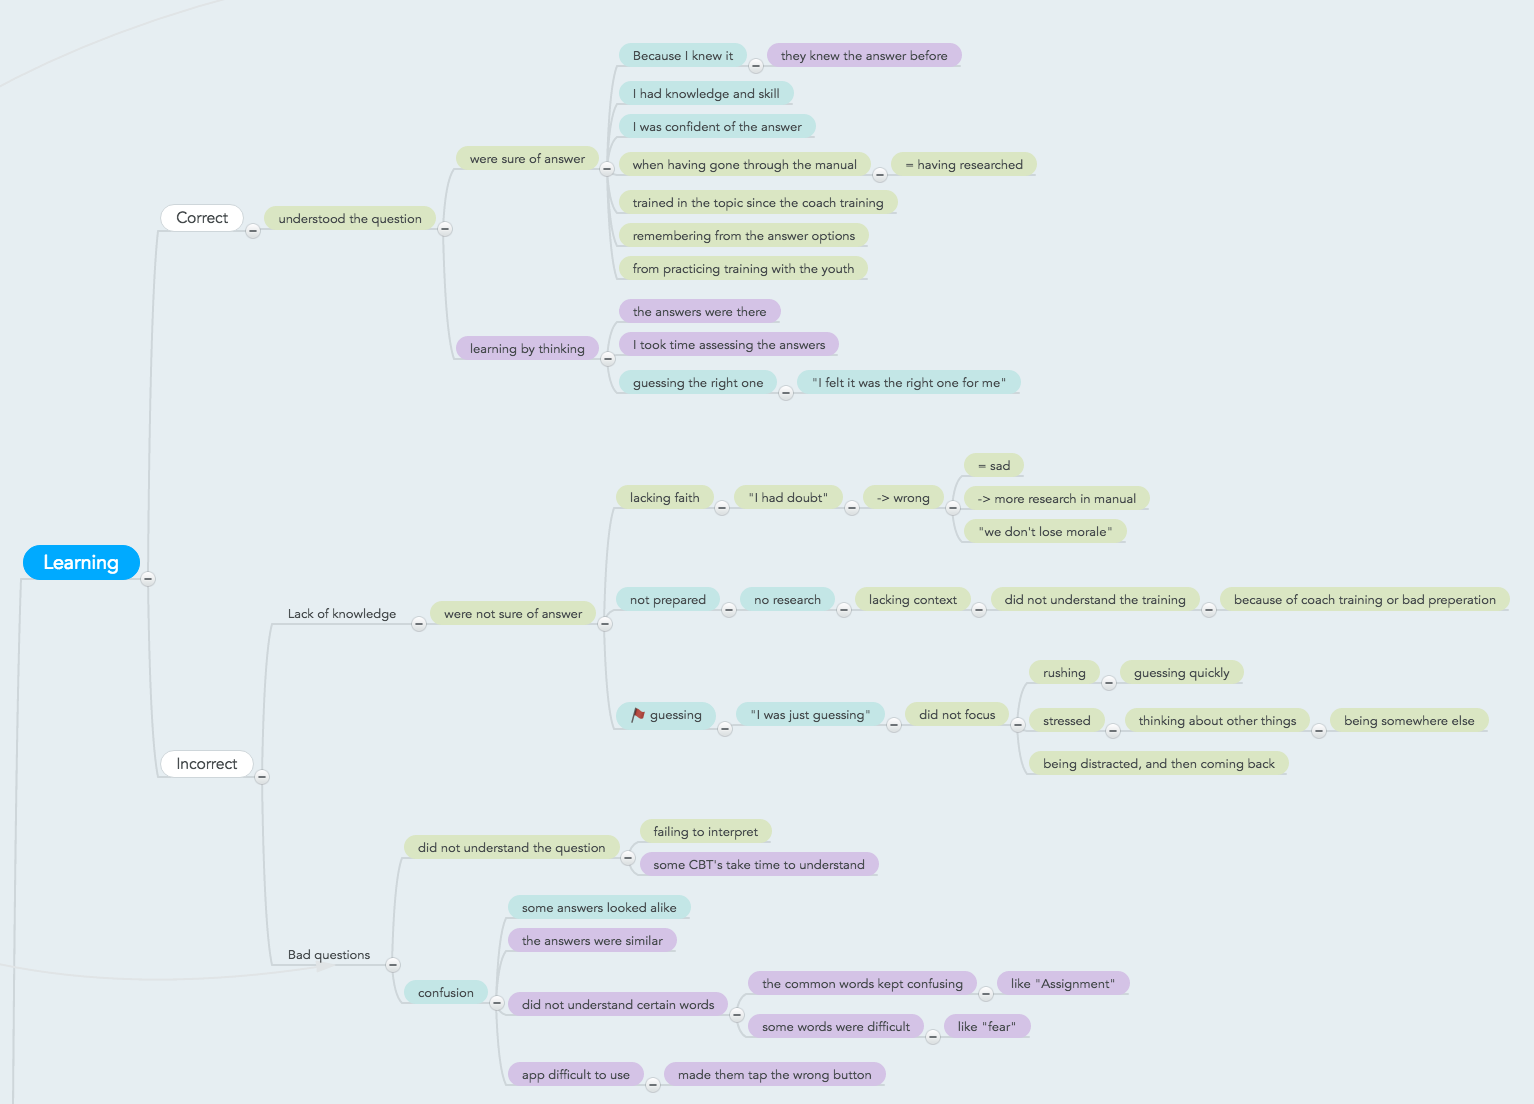 Learning
Correct
understood the question
were sure of answer
Because I knew it
they knew the answer before
I had knowledge and skill
I was confident of the answer
when having gone through the manual
= having researched
trained in the topic since the coach training
remembering from the answer options
from practicing training with the youth
learning by thinking
the answers were there
I took time assessing the answers
guessing the right one
"I felt it was the right one for me"
Incorrect
Lack of knowledge
were not sure of answer
lacking faith
"I had doubt"
-> wrong
= sad
-> more research in manual
"we don't lose morale"
not prepared
no research
lacking context
did not understand the training
because of coach training or bad preperation
guessing
"I was just guessing"
did not focus
rushing
guessing quickly
stressed
thinking about other things
being somewhere else
being distracted, and then coming back
Bad questions
did not understand the question
failing to interpret
some CBT's take time to understand
confusion
some answers looked alike
the answers were similar
did not understand certain words
the common words kept confusing
like "Assignment"
some words were difficult
like "fear"
app difficult to use
made them tap the wrong button